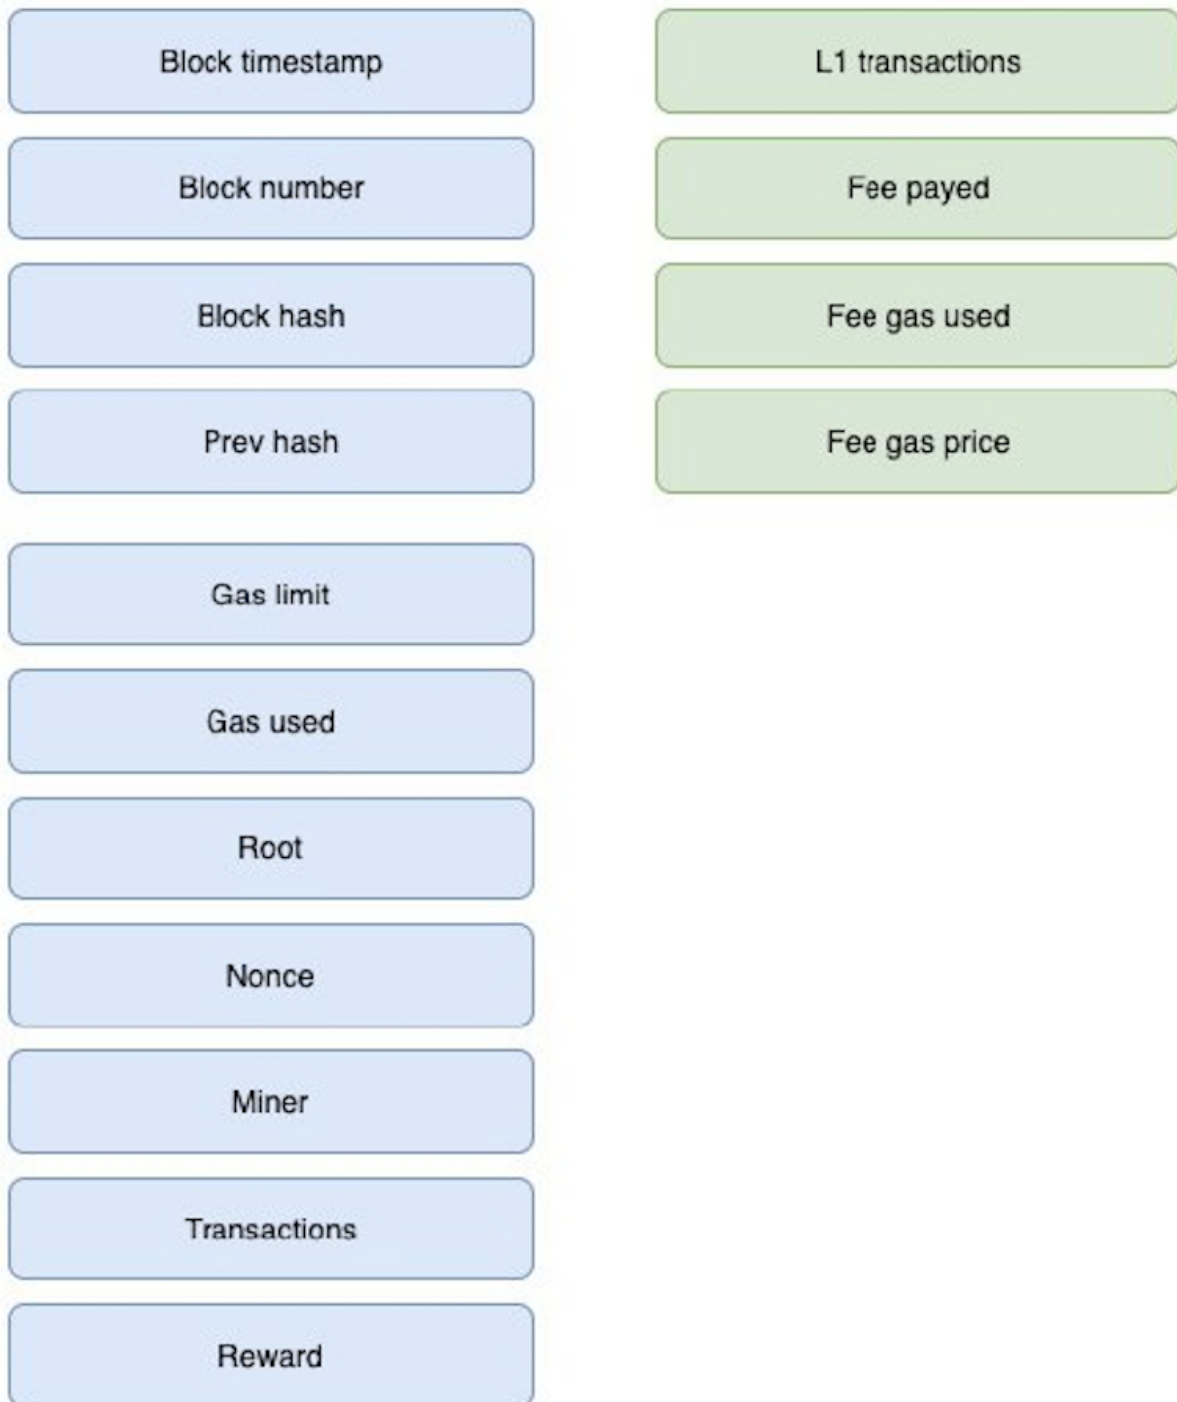 Block timestamp
Block number
Block hash
Prev hash
Gas limit
Gas used
Root
Nonce
Miner
Transactions
Reward
L1 transactions
Fee payed
Fee gas used
Fee gas price